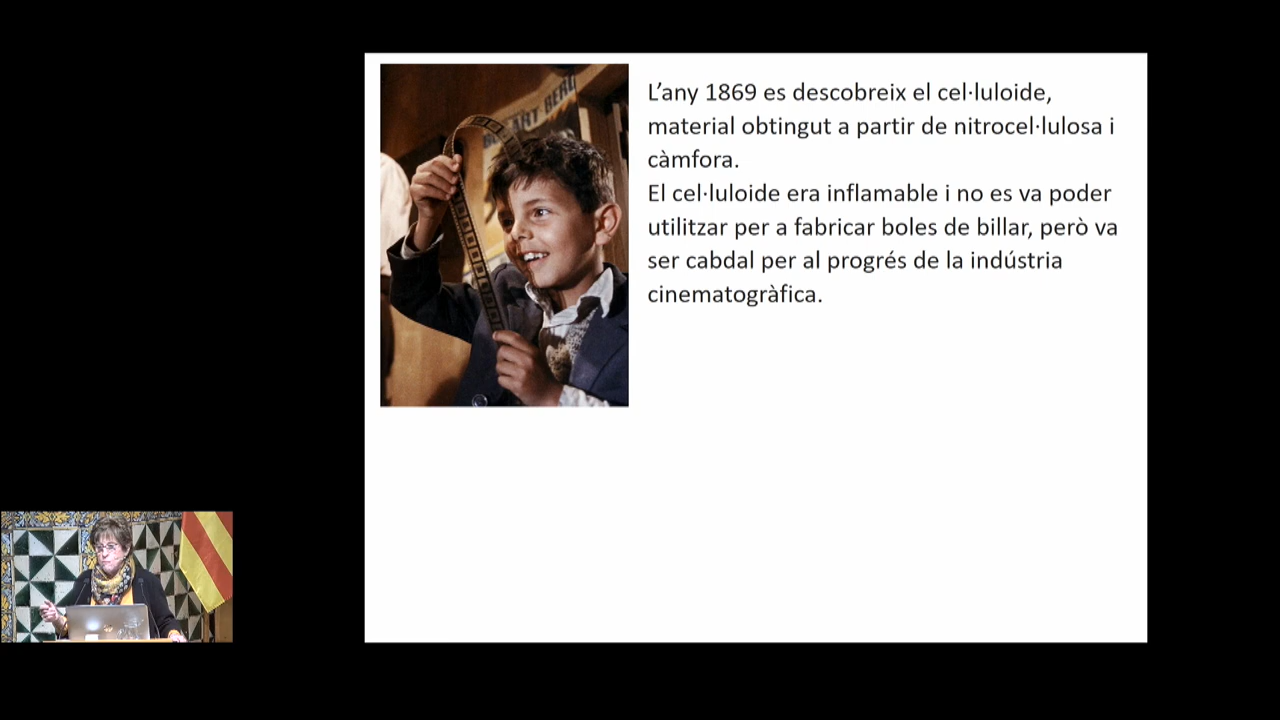 L’any 1869 es descobreix el cel·luloide,
material obtingut a partir de nitrocel·lulosa i
càmfora.
El cel·luloide era inflamable i no es va poder
utilitzar per a fabricar boles de billar, però va
ser cabdal per al progrés de la indústria
cinematogràfica.